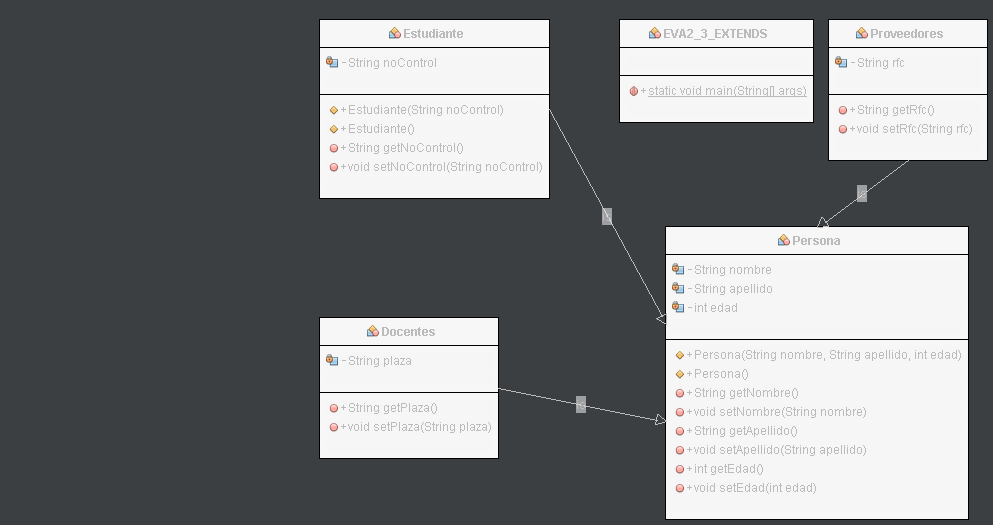 Estudiante
- String noControl
+ Estudiante(String noControl)
+ Estudiante()
+ String getNoControl()
+ void setNoControl(String noControl)
EVA2_3_EXTENDS
+ static void main(String[] args)
Proveedores
- String rfc
+ String getRfc()
+ void setRfc(String rfc)
Persona
- String nombre
- String apellido
- int edad
+ Persona(String nombre, String apellido, int edad)
+ Persona()
+ String getNombre()
+ void setNombre(String nombre)
+ String getApellido()
+ void setApellido(String apellido)
+ int getEdad()
+ void setEdad(int edad)
Docentes
- String plaza
+ String getPlaza()
+ void setPlaza(String plaza)